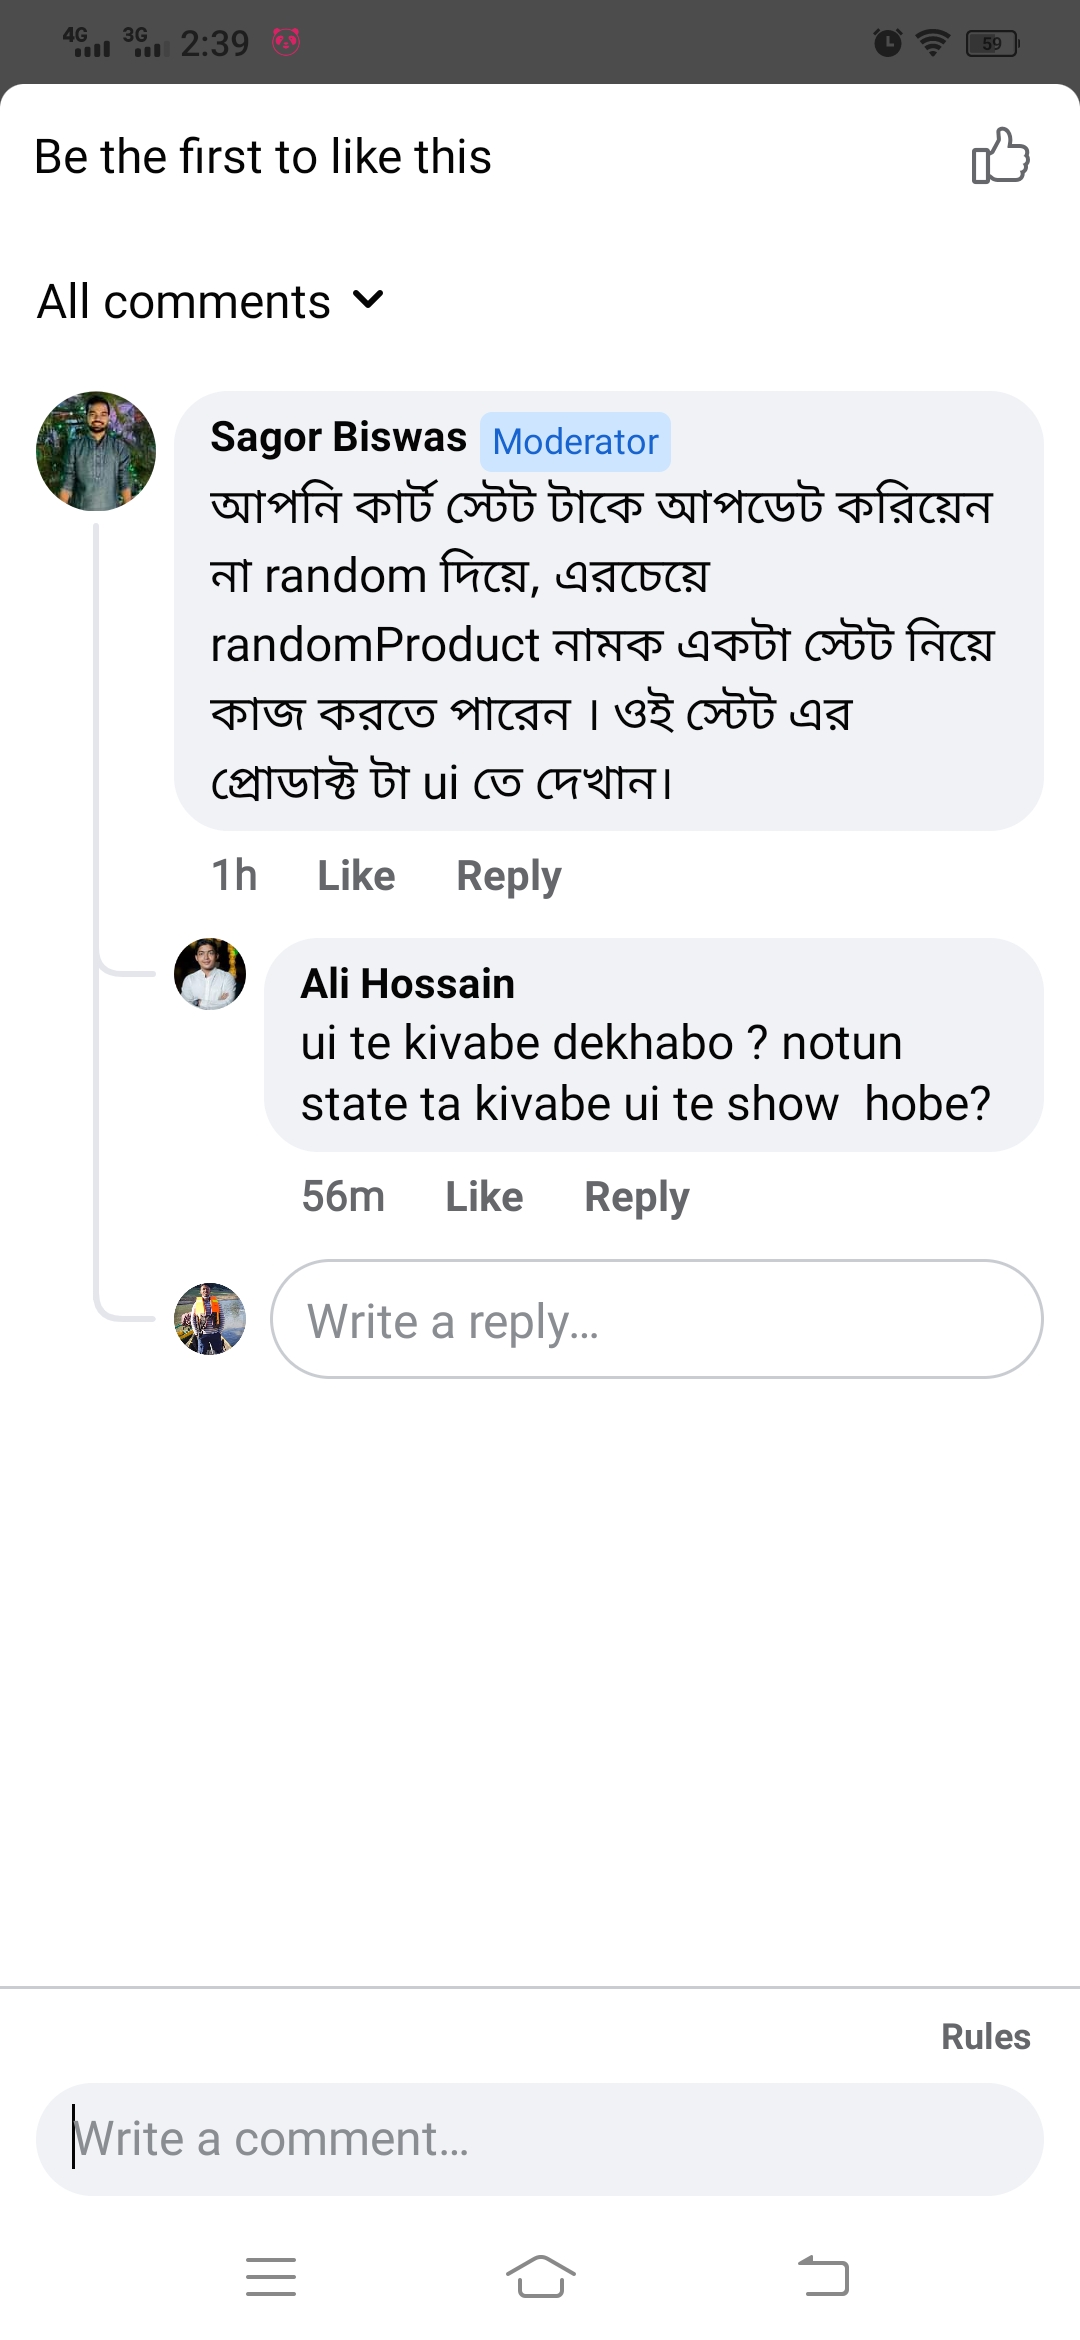 4G 3G 2:39 59
Be the first to like this
All comments
Sagor Biswas Moderator
আপনি কার্ট স্টেট টাকে আপডেট করিয়েন
না random দিয়ে, এরচেয়ে
randomProduct নামক একটা স্টেট নিয়ে
কাজ করতে পারেন । ওই স্টেট এর
প্রোডাক্ট টা ui তে দেখান।
1h Like Reply
Ali Hossain
ui te kivabe dekhabo ? notun
state ta kivabe ui te show  hobe?
56m Like Reply
Write a reply...
Rules
Write a comment...